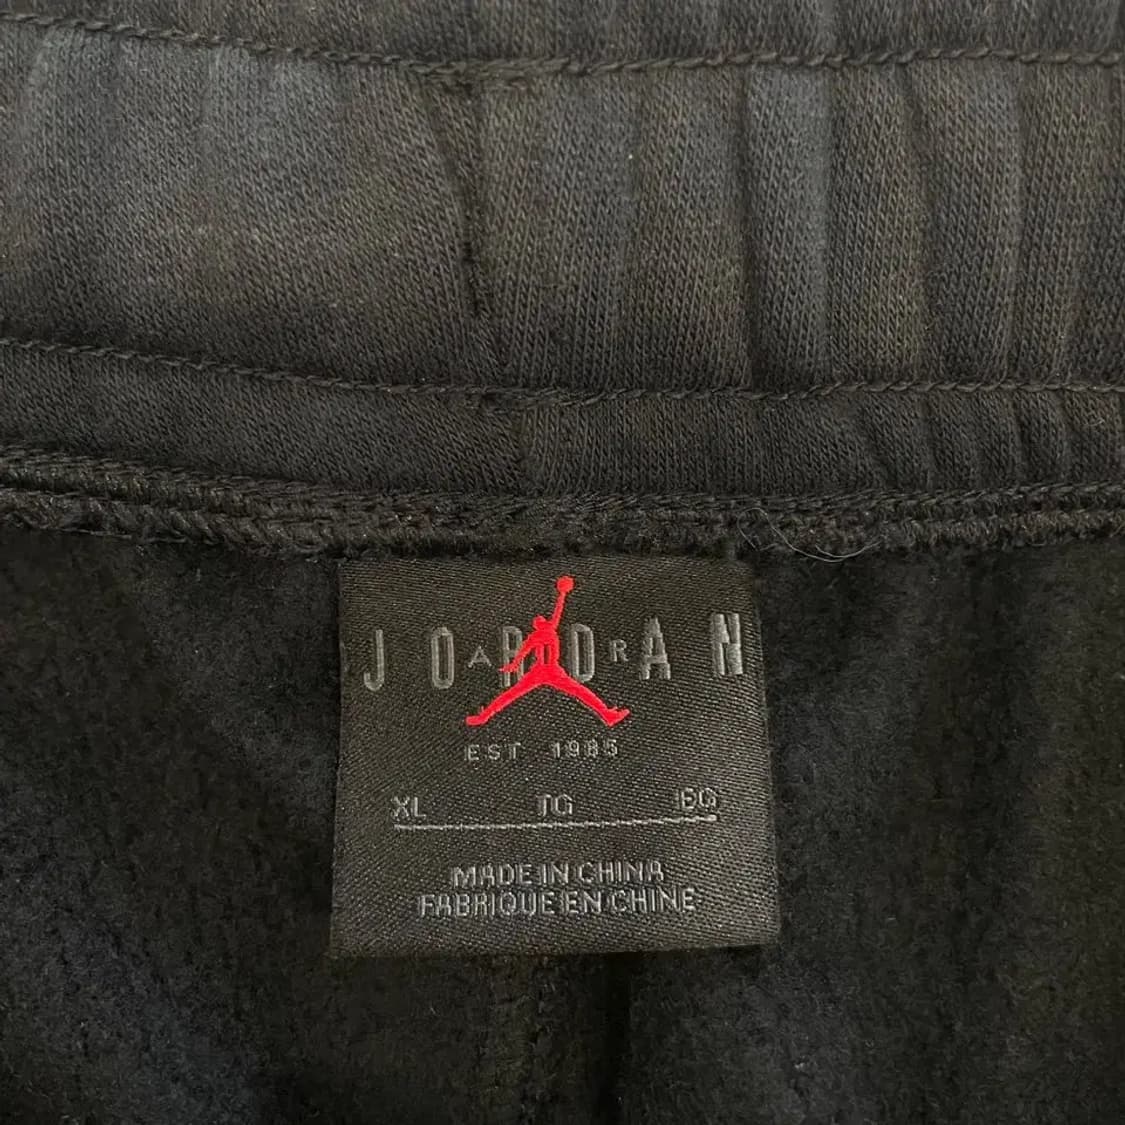 JORDAN
AIR
EST 1985
XL TG EG
MADE IN CHINA
FABRIQUE EN CHINE